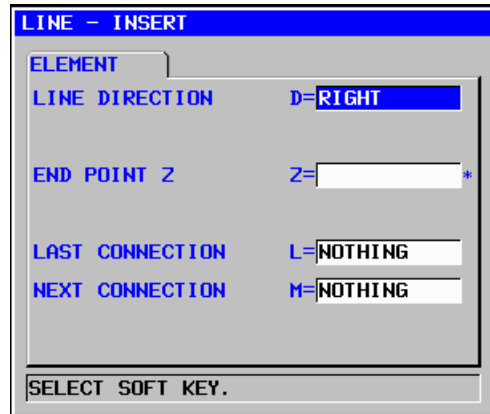 LINE - INSERT
ELEMENT
LINE DIRECTION D=RIGHT
END POINT Z Z= *
LAST CONNECTION L=NOTHING
NEXT CONNECTION M=NOTHING
SELECT SOFT KEY.